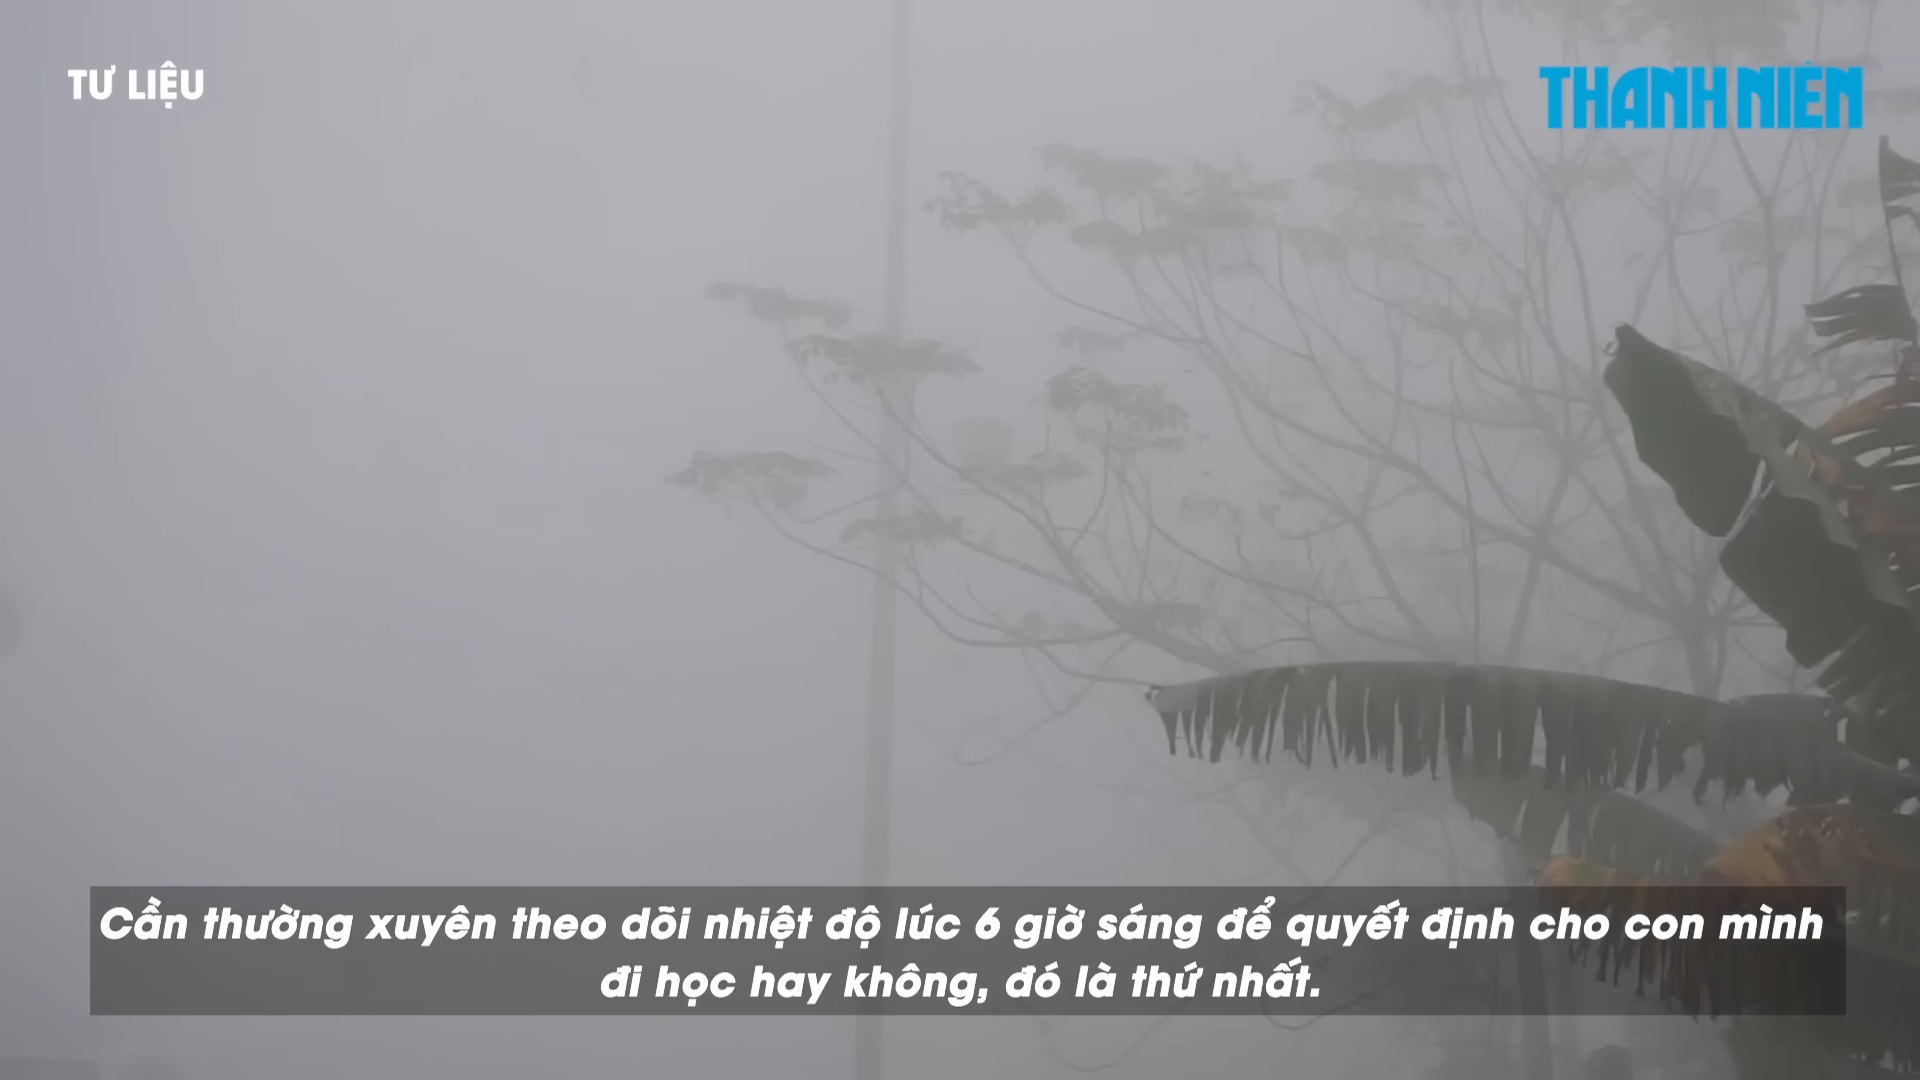 TƯ LIỆU
THANH NIÊN
Cần thường xuyên theo dõi nhiệt độ lúc 6 giờ sáng để quyết định cho con mình
đi học hay không, đó là thứ nhất.